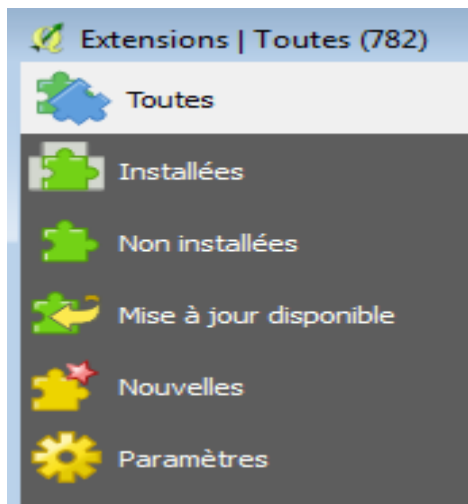 Extensions | Toutes (782)
Toutes
Installées
Non installées
Mise à jour disponible
Nouvelles
Paramètres